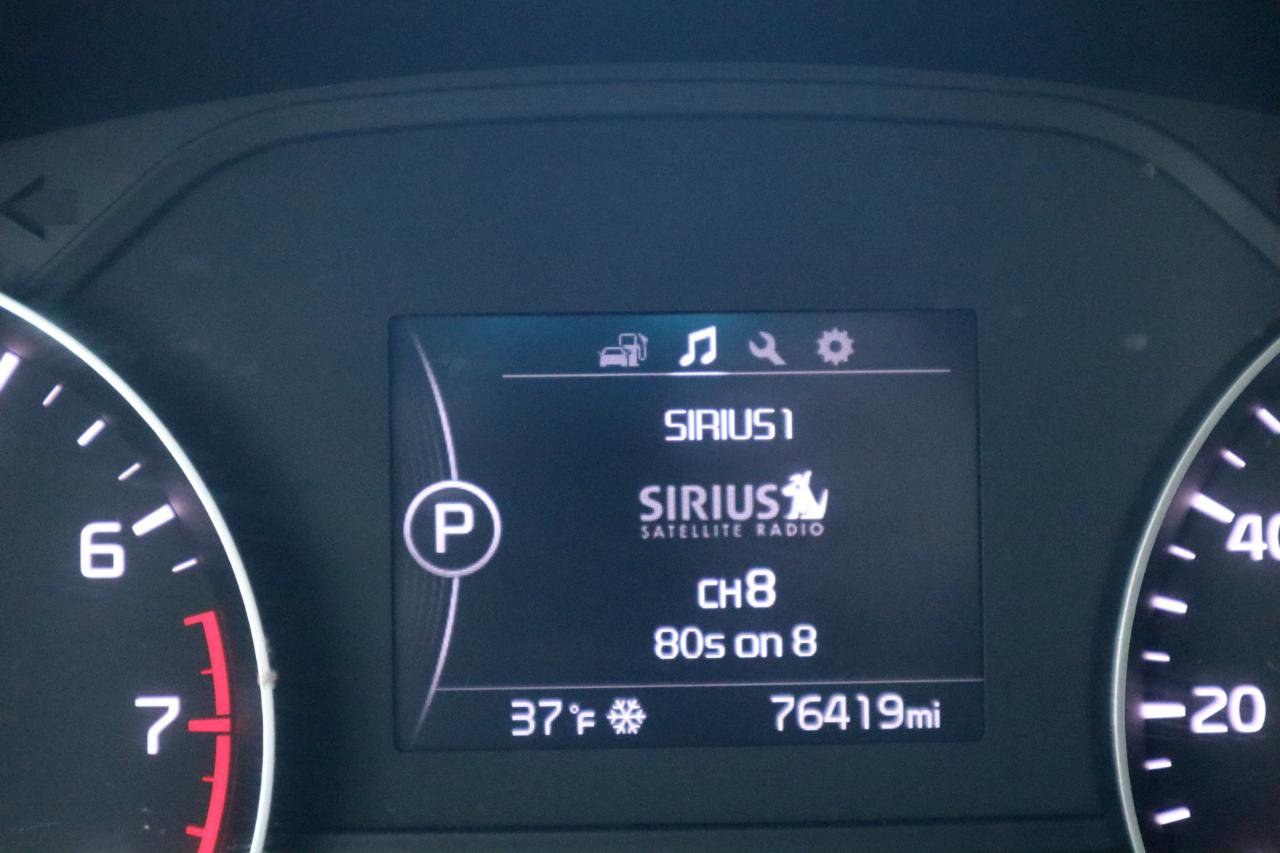 SIRIUS1
SIRIUS
SATELLITE RADIO
P
CH8
80s on 8
37°F
76419mi
6
7
40
20